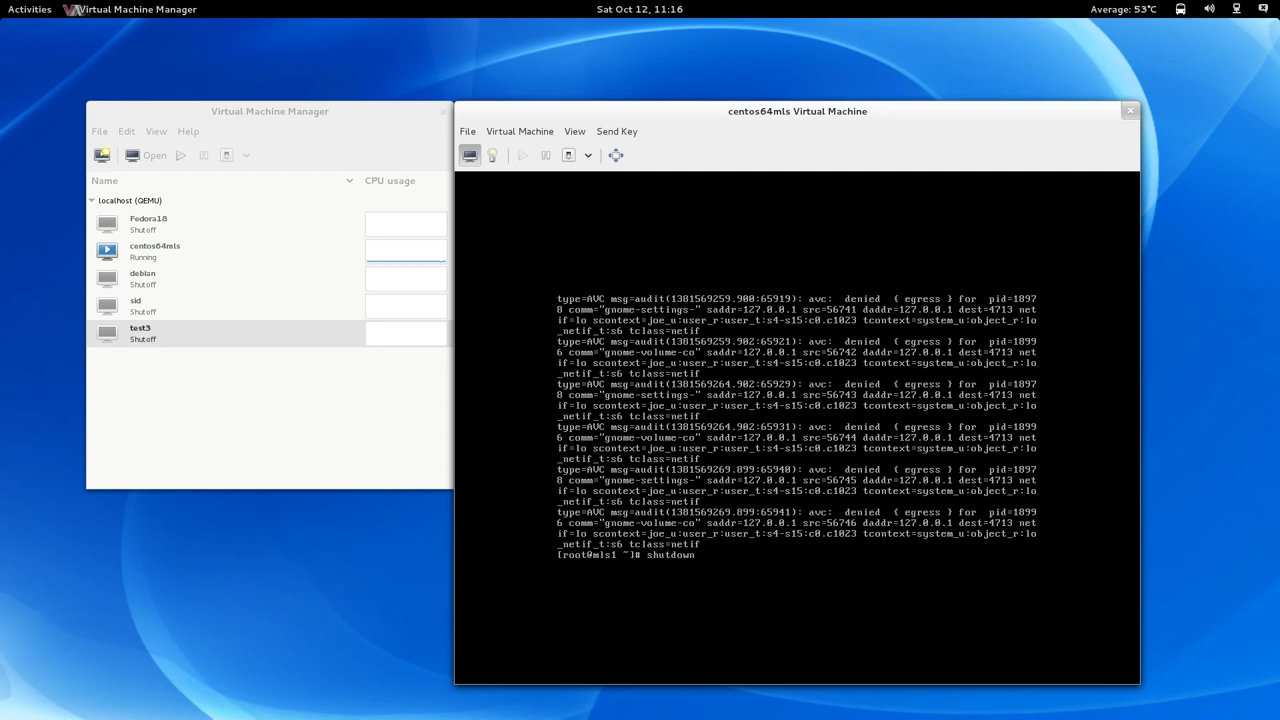 Activities Virtual Machine Manager Sat Oct 12, 11:16 Average: 53°C
Virtual Machine Manager
File Edit View Help
Open
Name CPU usage
localhost (QEMU)
Fedora18
Shutoff
centos64mls
Running
debian
Shutoff
sid
Shutoff
test3
Shutoff
centos64mls Virtual Machine
File Virtual Machine View Send Key
type=AVC msg=audit(1381569259.900:65919): avc:  denied  { egress } for  pid=1897
8 comm="gnome-settings-" saddr=127.0.0.1 src=56741 daddr=127.0.0.1 dest=4713 net
if=lo scontext=joe_u:user_r:user_t:s4-s15:c0.c1023 tcontext=system_u:object_r:lo
_netif_t:s6 tclass=netif
type=AVC msg=audit(1381569259.902:65921): avc:  denied  { egress } for  pid=1899
6 comm="gnome-volume-co" saddr=127.0.0.1 src=56742 daddr=127.0.0.1 dest=4713 net
if=lo scontext=joe_u:user_r:user_t:s4-s15:c0.c1023 tcontext=system_u:object_r:lo
_netif_t:s6 tclass=netif
type=AVC msg=audit(1381569264.902:65929): avc:  denied  { egress } for  pid=1897
8 comm="gnome-settings-" saddr=127.0.0.1 src=56743 daddr=127.0.0.1 dest=4713 net
if=lo scontext=joe_u:user_r:user_t:s4-s15:c0.c1023 tcontext=system_u:object_r:lo
_netif_t:s6 tclass=netif
type=AVC msg=audit(1381569264.902:65931): avc:  denied  { egress } for  pid=1899
6 comm="gnome-volume-co" saddr=127.0.0.1 src=56744 daddr=127.0.0.1 dest=4713 net
if=lo scontext=joe_u:user_r:user_t:s4-s15:c0.c1023 tcontext=system_u:object_r:lo
_netif_t:s6 tclass=netif
type=AVC msg=audit(1381569269.899:65940): avc:  denied  { egress } for  pid=1897
8 comm="gnome-settings-" saddr=127.0.0.1 src=56745 daddr=127.0.0.1 dest=4713 net
if=lo scontext=joe_u:user_r:user_t:s4-s15:c0.c1023 tcontext=system_u:object_r:lo
_netif_t:s6 tclass=netif
type=AVC msg=audit(1381569269.899:65941): avc:  denied  { egress } for  pid=1899
6 comm="gnome-volume-co" saddr=127.0.0.1 src=56746 daddr=127.0.0.1 dest=4713 net
if=lo scontext=joe_u:user_r:user_t:s4-s15:c0.c1023 tcontext=system_u:object_r:lo
_netif_t:s6 tclass=netif
[root@mls1 ~]# shutdown